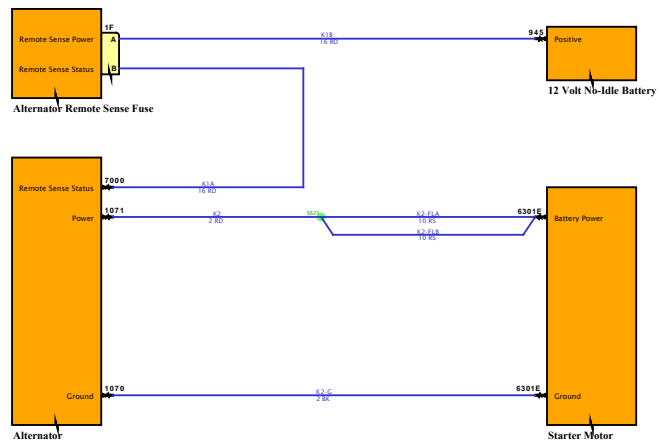 1F
Remote Sense Power
A
K1B
16 RD
945
Positive
Remote Sense Status
B
12 Volt No-Idle Battery
Alternator Remote Sense Fuse
7000
Remote Sense Status
K1A
16 RD
1071
Power
K2
2 RD
SS23
K2-FLA
10 RS
6301E
Battery Power
K2-FLB
10 RS
1070
Ground
K2-G
2 BK
6301E
Ground
Alternator
Starter Motor